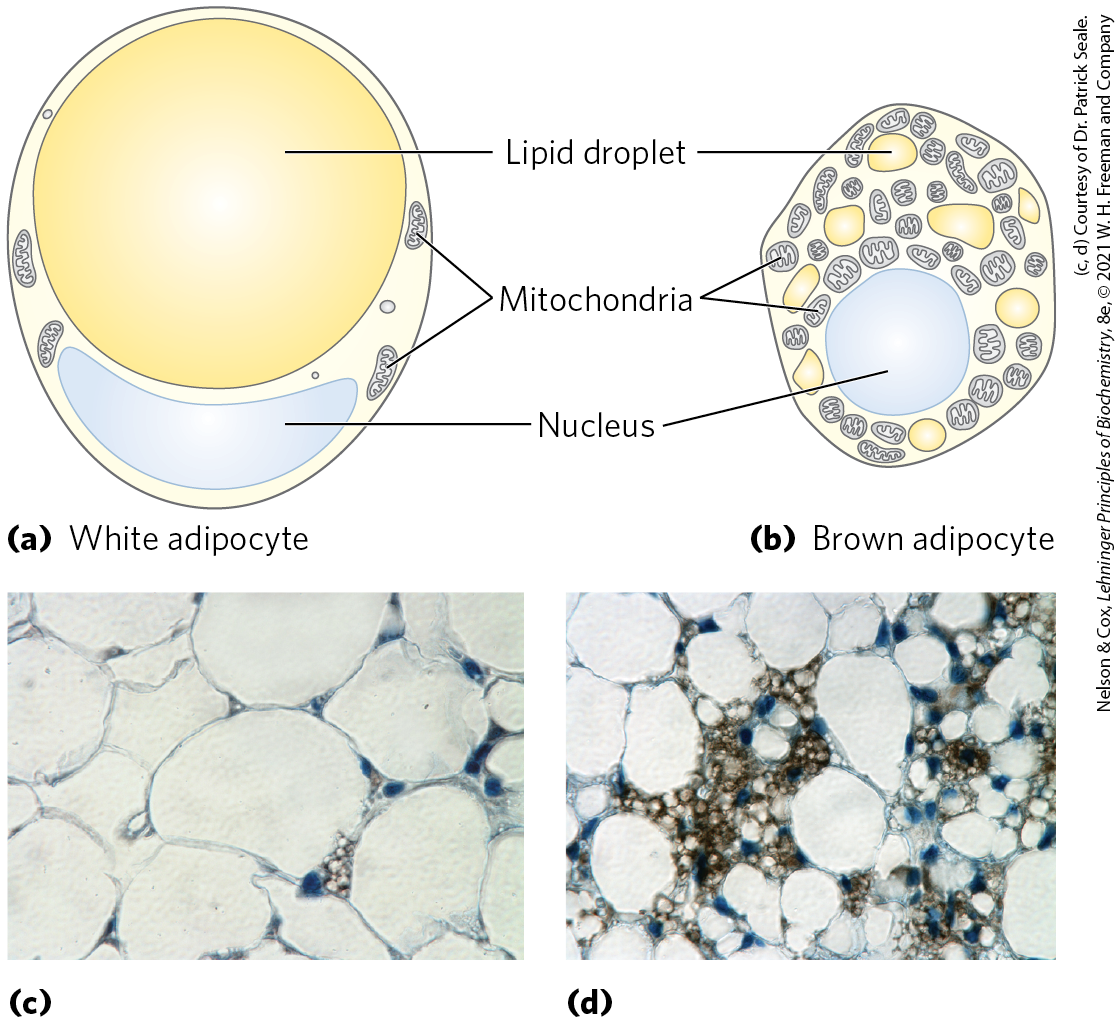 Lipid droplet
Mitochondria
Nucleus
(a) White adipocyte
(b) Brown adipocyte
(c)
(d)
(c, d) Courtesy of Dr. Patrick Seale.
Nelson & Cox, Lehninger Principles of Biochemistry, 8e, © 2021 W. H. Freeman and Company